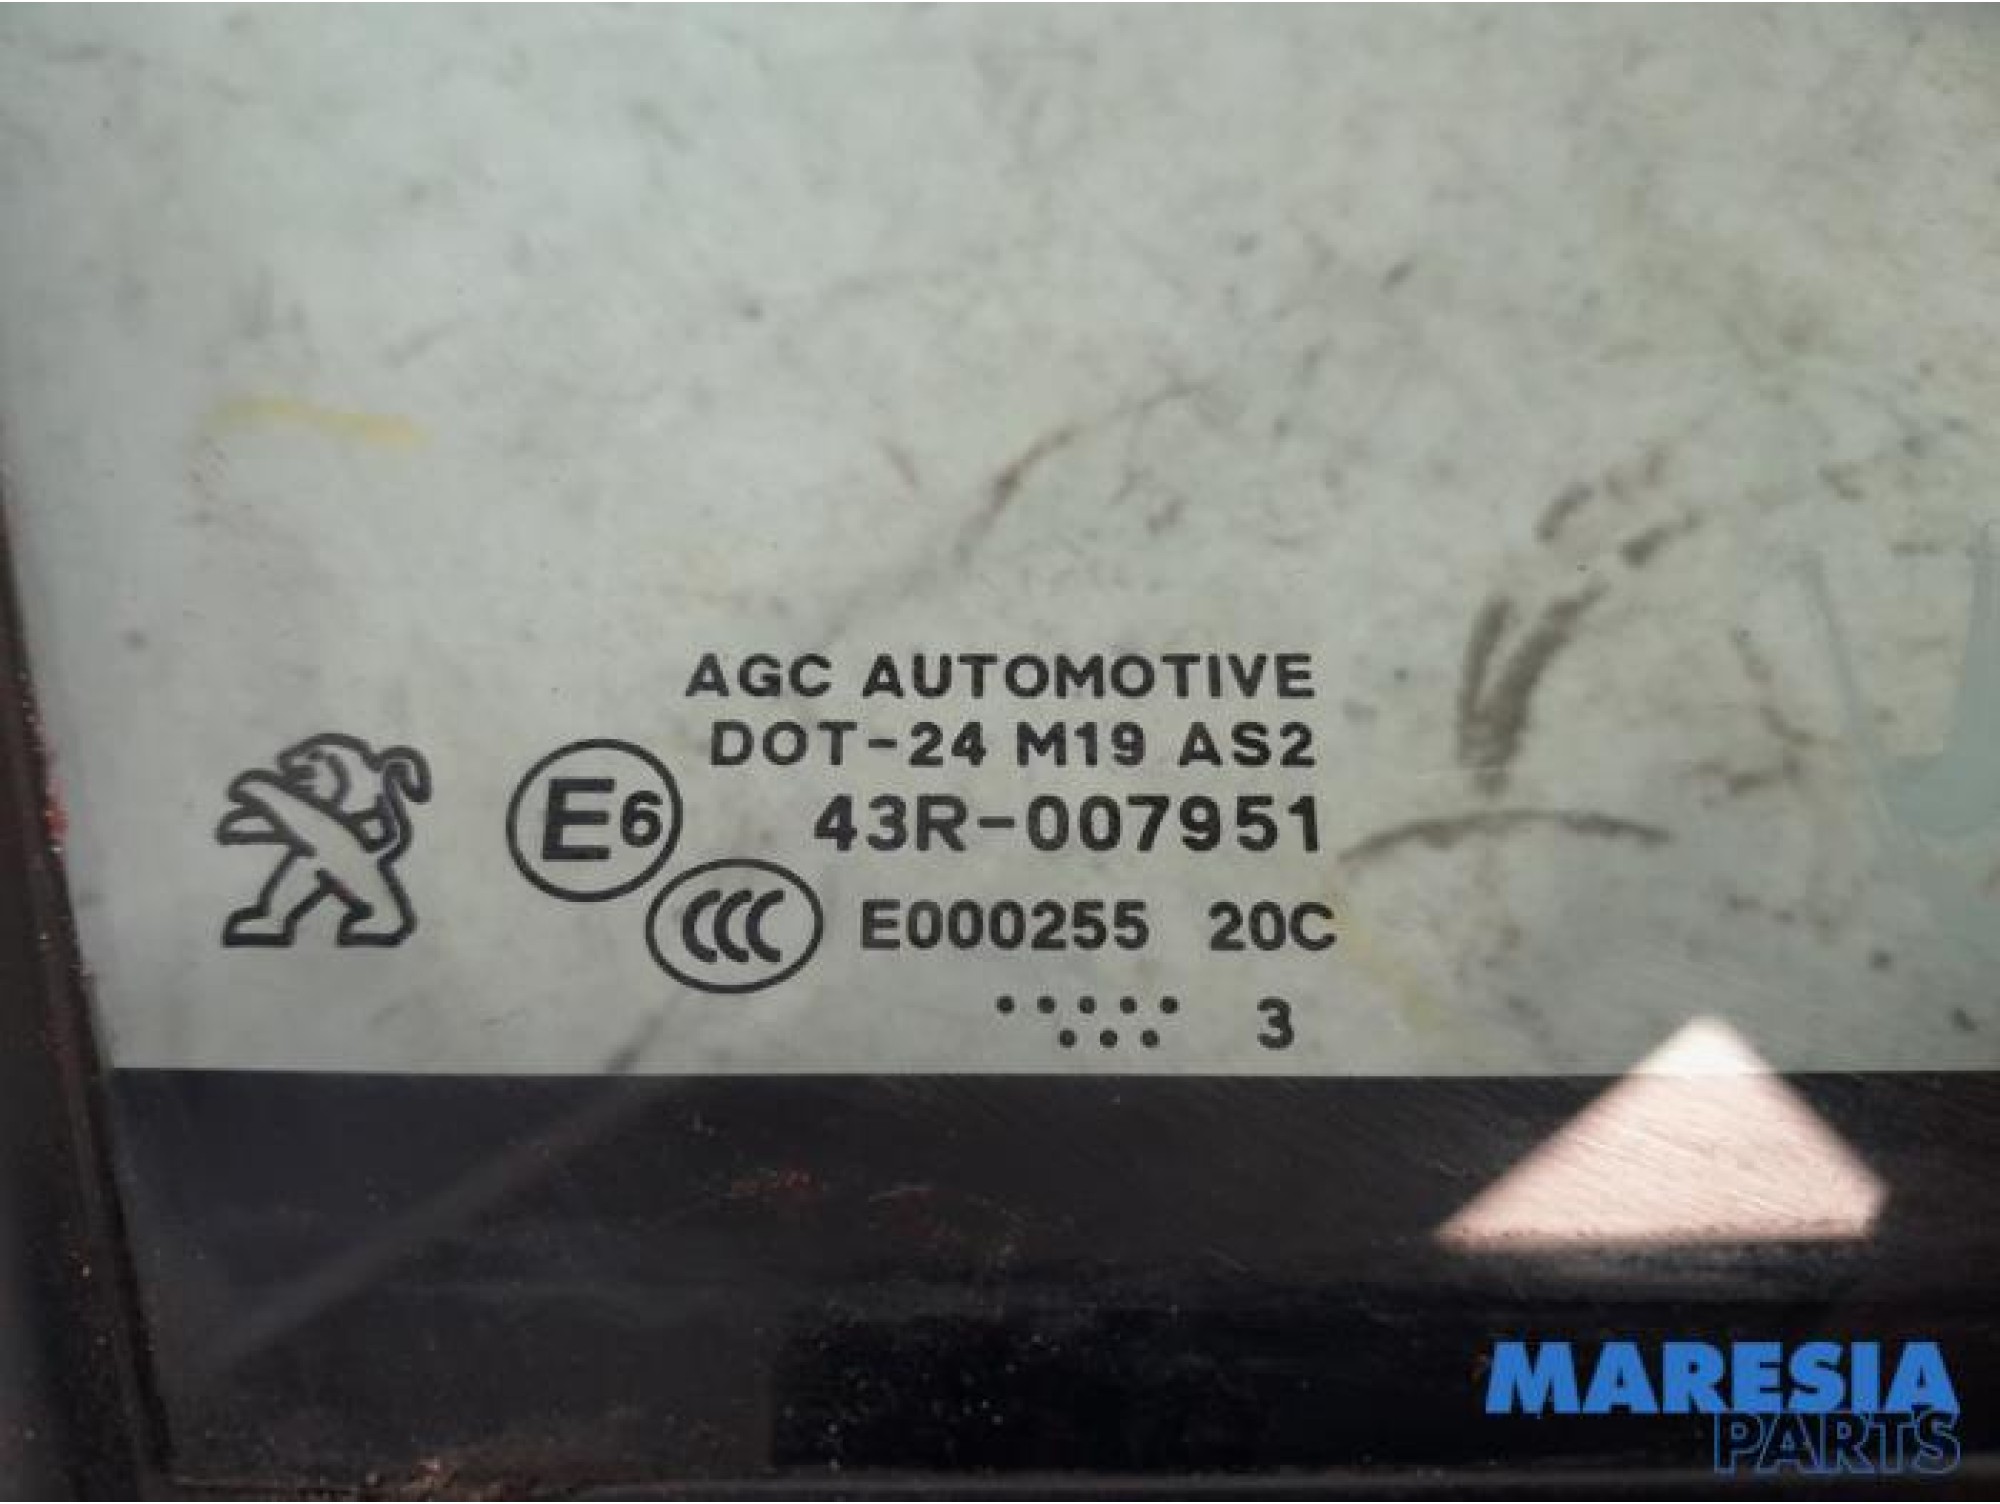 AGC AUTOMOTIVE
DOT-24 M19 AS2
E6 43R-007951
CCC E000255 20C
3
MARESIA
PARTS